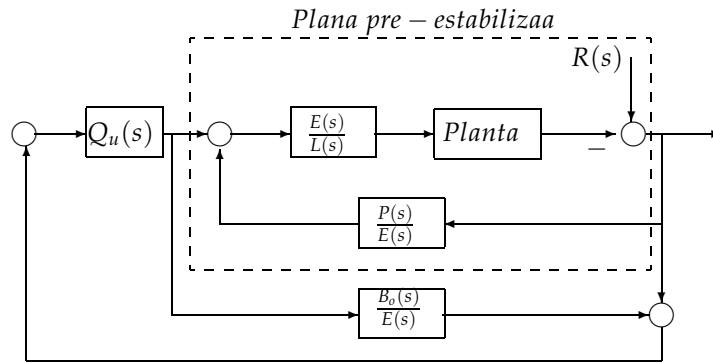 Plana pre − estabilizaa
R(s)
Q_u(s)
E(s)
L(s)
Planta
−
P(s)
E(s)
B_o(s)
E(s)